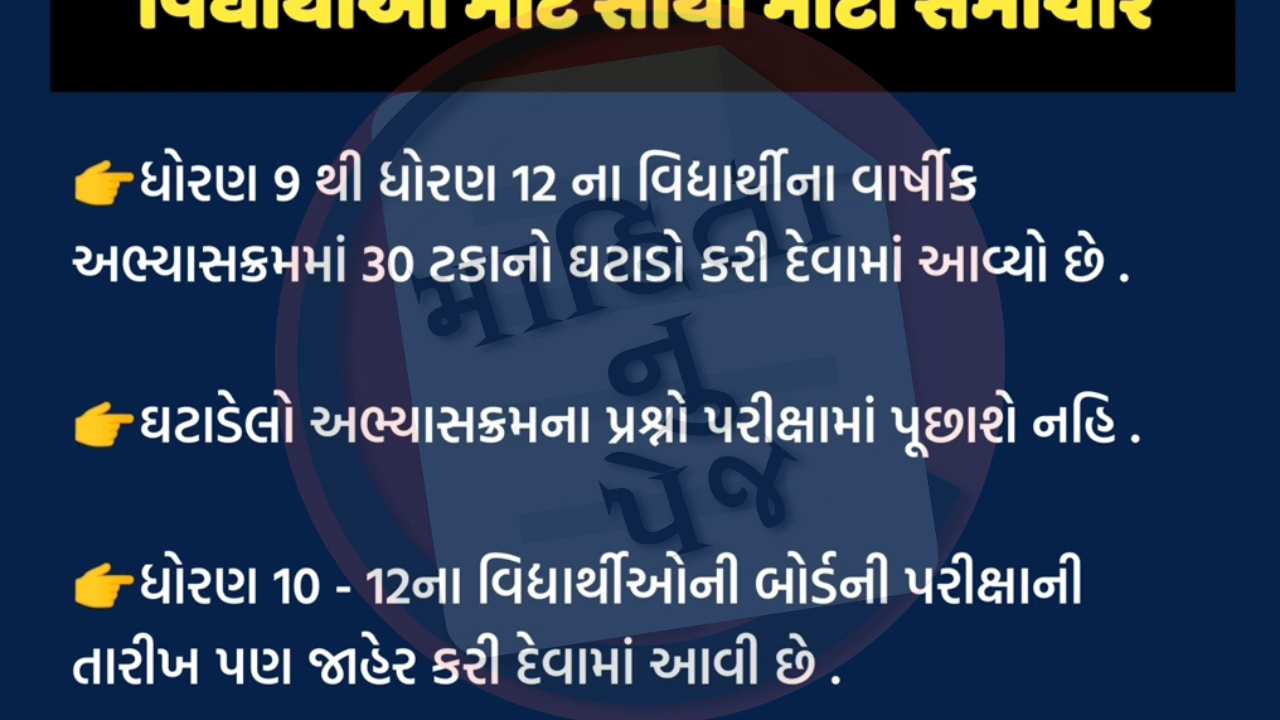 વિદ્યાર્થીઓ માટે સૌથી મોટા સમાચાર
👉ધોરણ 9 થી ધોરણ 12 ના વિદ્યાર્થીના વાર્ષીક
અભ્યાસક્રમમાં 30 ટકાનો ઘટાડો કરી દેવામાં આવ્યો છે .
👉ઘટાડેલો અભ્યાસક્રમના પ્રશ્નો પરીક્ષામાં પૂછાશે નહિ .
👉ધોરણ 10 - 12ના વિદ્યાર્થીઓની બોર્ડની પરીક્ષાની
તારીખ પણ જાહેર કરી દેવામાં આવી છે .
માહિતી
નું
પેજ